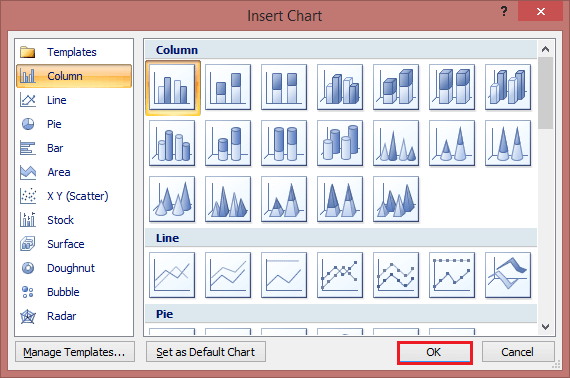 Insert Chart
?
Templates
Column
Line
Pie
Bar
Area
X Y (Scatter)
Stock
Surface
Doughnut
Bubble
Radar
Column
Line
Pie
Manage Templates...
Set as Default Chart
OK
Cancel